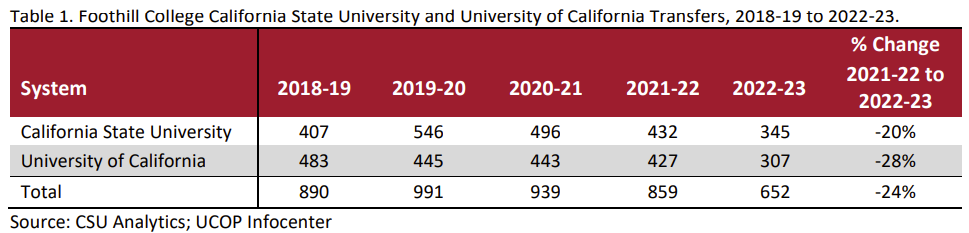 Table 1. Foothill College California State University and University of California Transfers, 2018-19 to 2022-23.
System 2018-19 2019-20 2020-21 2021-22 2022-23 % Change 2021-22 to 2022-23
California State University 407 546 496 432 345 -20%
University of California 483 445 443 427 307 -28%
Total 890 991 939 859 652 -24%
Source: CSU Analytics; UCOP Infocenter